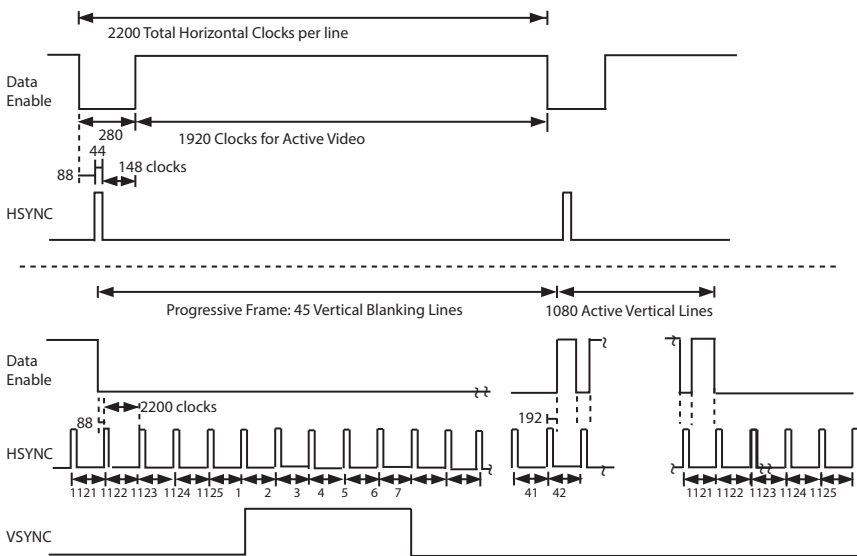 2200 Total Horizontal Clocks per line
Data
Enable
280
1920 Clocks for Active Video
44
148 clocks
88
HSYNC
Progressive Frame: 45 Vertical Blanking Lines
1080 Active Vertical Lines
Data
Enable
2200 clocks
88
192
HSYNC
1121 1122 1123 1124 1125 1 2 3 4 5 6 7 41 42 1121 1122 1123 1124 1125
VSYNC